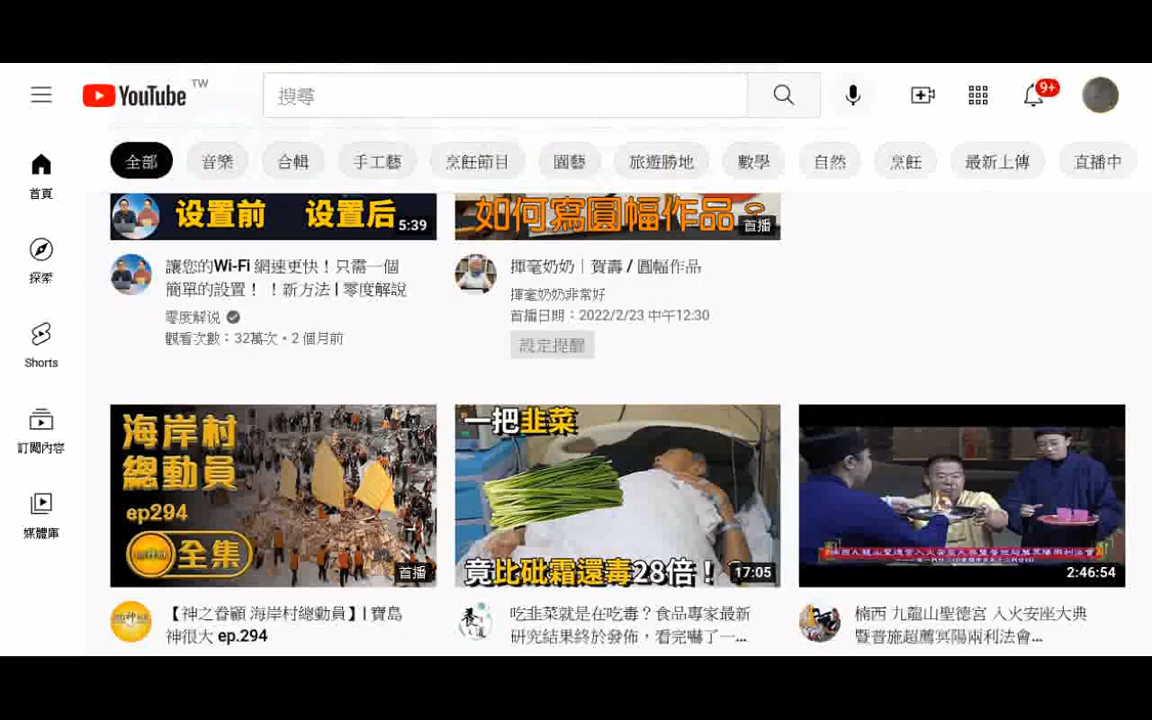 YouTube TW
搜尋
9+
全部 音樂 合輯 手工藝 烹飪節目 園藝 旅遊勝地 數學 自然 烹飪 最新上傳 直播中
首頁
探索
Shorts
訂閱內容
媒體庫
设置前 设置后
5:39
讓您的Wi-Fi 網速更快！只需一個
簡單的設置！ ！新方法 | 零度解說
零度解说
觀看次數：32萬次 • 2 個月前
如何寫圓幅作品。
首播
揮毫奶奶｜賀壽 / 圓幅作品
揮毫奶奶非常好
首播日期：2022/2/23 中午12:30
設定提醒
海岸村
總動員
ep294
全集
首播
【神之眷顧 海岸村總動員】| 寶島
神很大 ep.294
一把韭菜
竟比砒霜還毒28倍！
17:05
吃韭菜就是在吃毒？食品專家最新
研究結果終於發佈，看完嚇了一...
2:46:54
楠西 九龍山聖德宮 入火安座大典
暨普施超薦冥陽兩利法會...